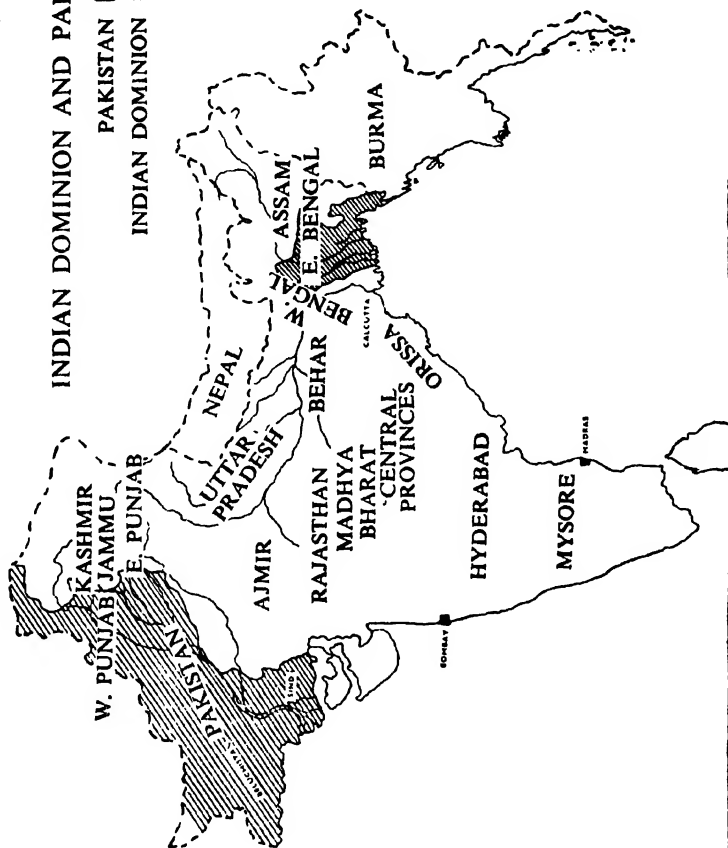 INDIAN DOMINION AND
PAKISTAN
INDIAN DOMINION
KASHMIR
JAMMU
W. PUNJAB
E. PUNJAB
PAKISTAN
SIND
NEPAL
UTTAR
PRADESH
AJMIR
RAJASTHAN
MADHYA
BHARAT
CENTRAL
PROVINCES
BEHAR
W.
BENGAL
E. BENGAL
ASSAM
BURMA
CALCUTTA
ORISSA
HYDERABAD
BOMBAY
MYSORE
MADRAS